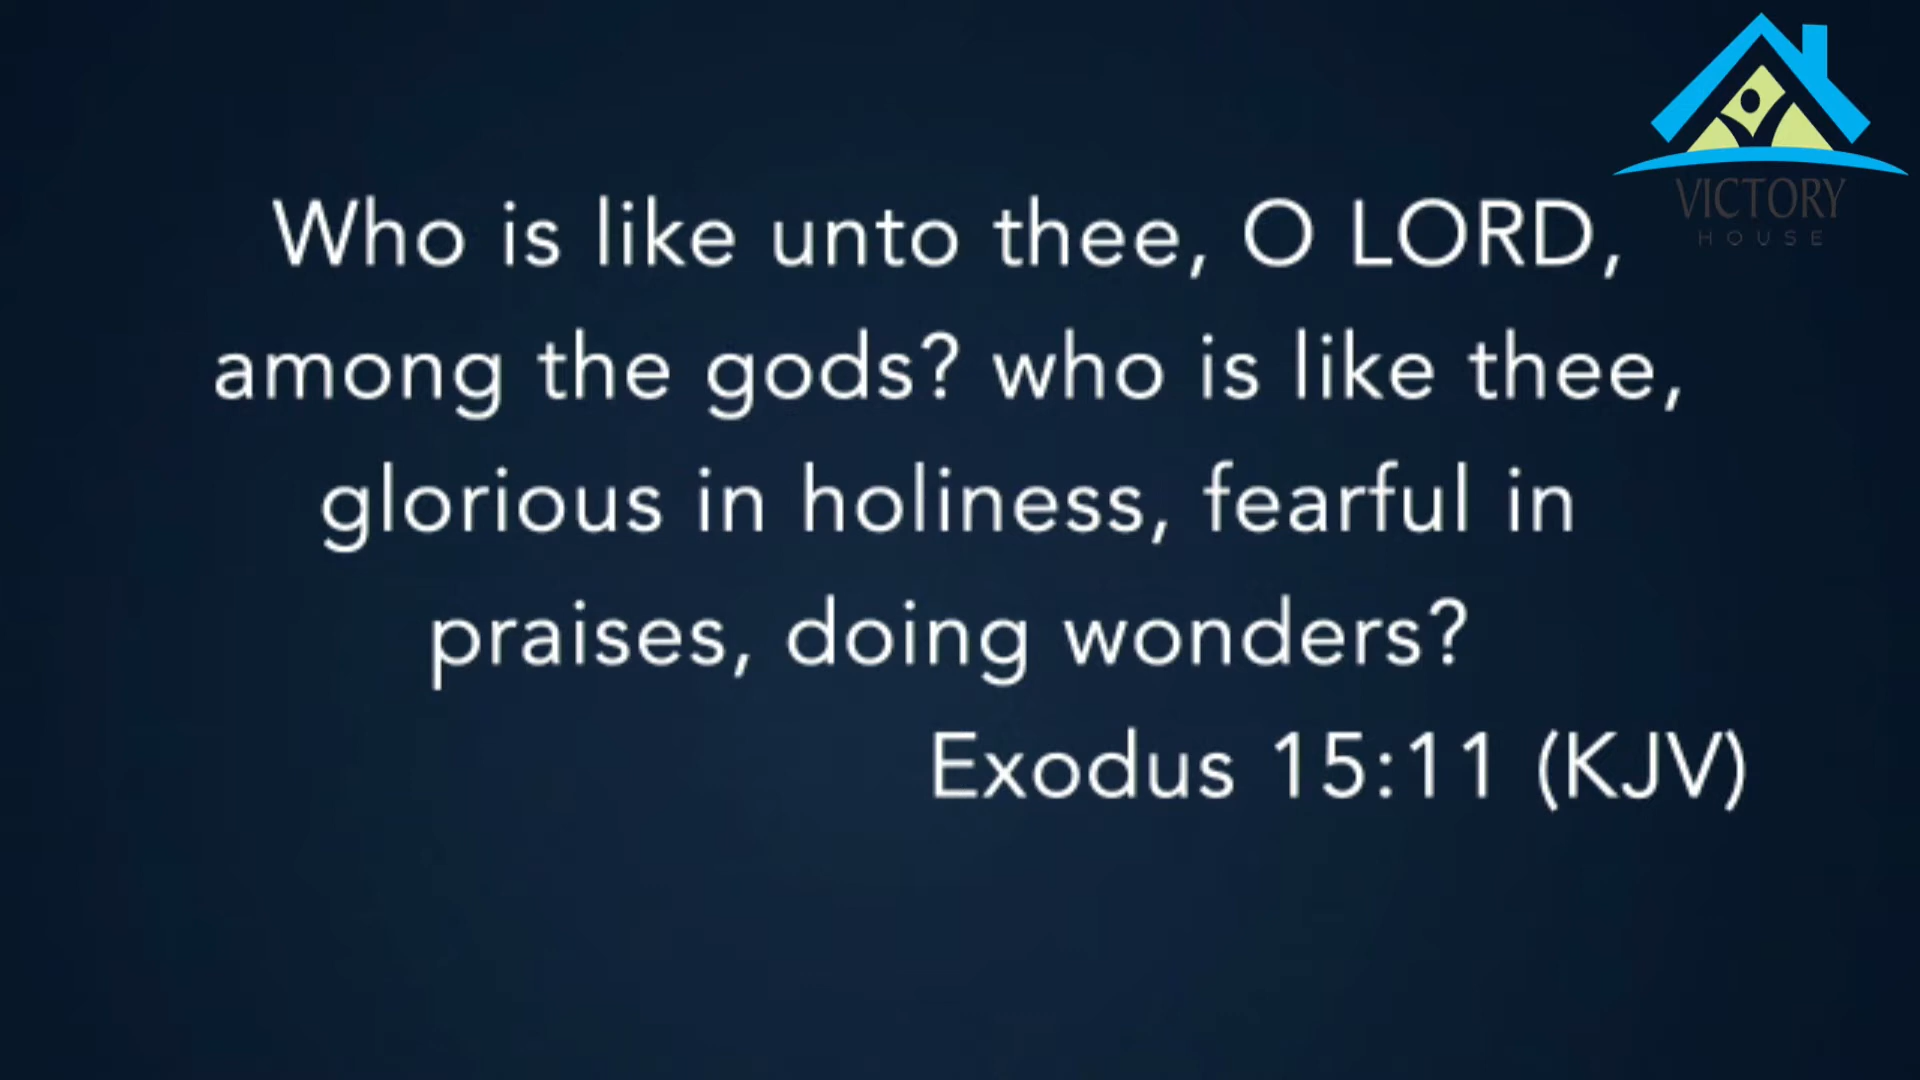 VICTORY
HOUSE
Who is like unto thee, O LORD,
among the gods? who is like thee,
glorious in holiness, fearful in
praises, doing wonders?
Exodus 15:11 (KJV)